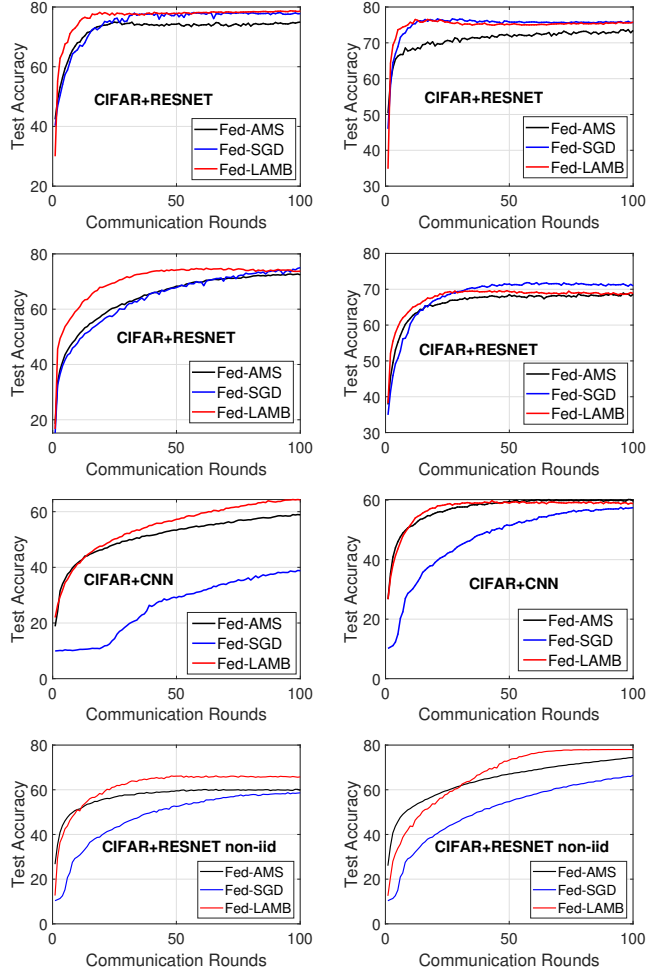 80
60
40
20
0
50
100
Test Accuracy
Communication Rounds
CIFAR+RESNET
Fed-AMS
Fed-SGD
Fed-LAMB
80
70
60
50
40
30
0
50
100
Test Accuracy
Communication Rounds
CIFAR+RESNET
Fed-AMS
Fed-SGD
Fed-LAMB
80
60
40
20
0
50
100
Test Accuracy
Communication Rounds
CIFAR+RESNET
Fed-AMS
Fed-SGD
Fed-LAMB
80
70
60
50
40
30
0
50
100
Test Accuracy
Communication Rounds
CIFAR+RESNET
Fed-AMS
Fed-SGD
Fed-LAMB
60
40
20
0
0
50
100
Test Accuracy
Communication Rounds
CIFAR+CNN
Fed-AMS
Fed-SGD
Fed-LAMB
60
50
40
30
20
10
0
0
50
100
Test Accuracy
Communication Rounds
CIFAR+CNN
Fed-AMS
Fed-SGD
Fed-LAMB
80
60
40
20
0
0
50
100
Test Accuracy
Communication Rounds
CIFAR+RESNET non-iid
Fed-AMS
Fed-SGD
Fed-LAMB
80
60
40
20
0
0
50
100
Test Accuracy
Communication Rounds
CIFAR+RESNET non-iid
Fed-AMS
Fed-SGD
Fed-LAMB